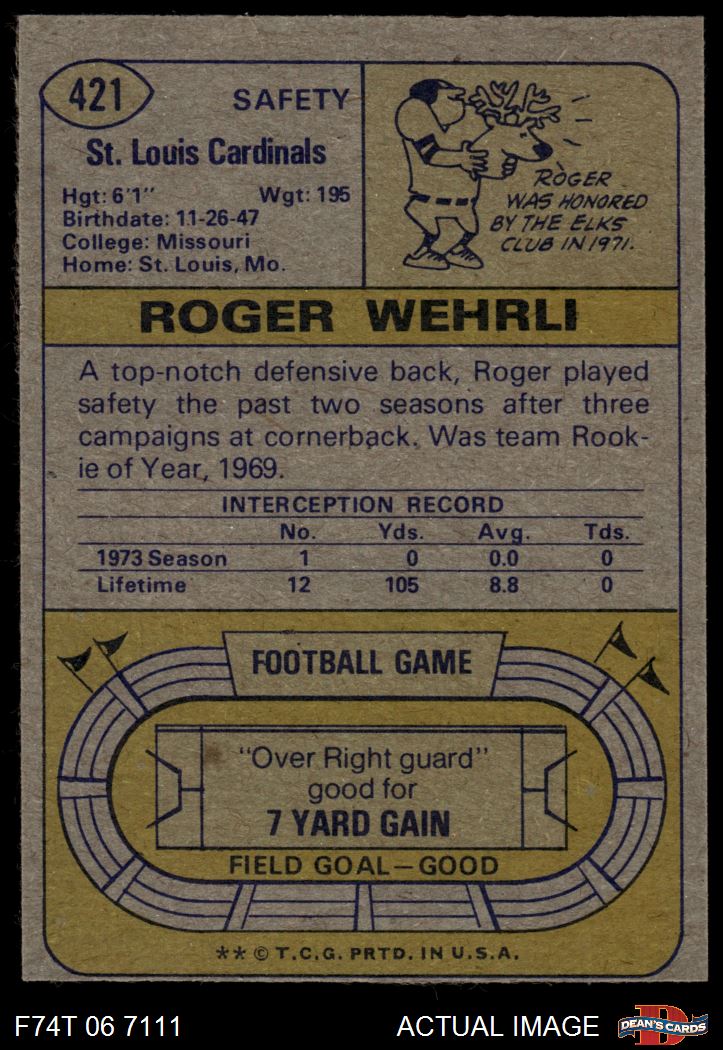 421
SAFETY
St. Louis Cardinals
Hgt: 6'1" Wgt: 195
Birthdate: 11-26-47
College: Missouri
Home: St. Louis, Mo.
ROGER
WAS HONORED
BY THE ELKS
CLUB IN 1971.
ROGER WEHRLI
A top-notch defensive back, Roger played
safety the past two seasons after three
campaigns at cornerback. Was team Rook-
ie of Year, 1969.
INTERCEPTION RECORD
No. Yds. Avg. Tds.
1973 Season 1 0 0.0 0
Lifetime 12 105 8.8 0
FOOTBALL GAME
"Over Right guard"
good for
7 YARD GAIN
FIELD GOAL—GOOD
** © T.C.G. PRTD. IN U.S.A.
F74T 06 7111 ACTUAL IMAGE D DEAN'S CARDS